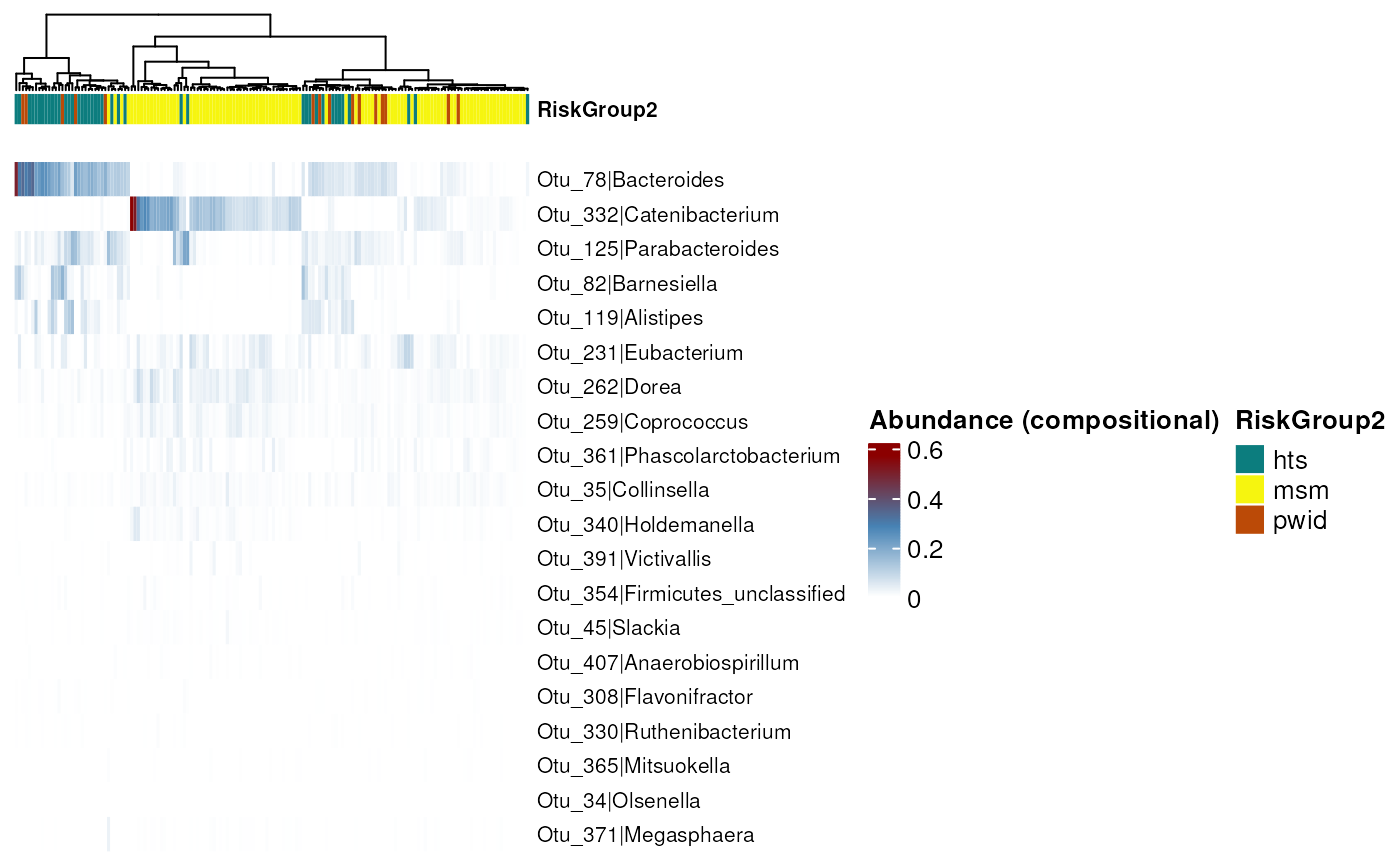 RiskGroup2
Otu_78|Bacteroides
Otu_332|Catenibacterium
Otu_125|Parabacteroides
Otu_82|Barnesiella
Otu_119|Alistipes
Otu_231|Eubacterium
Otu_262|Dorea
Otu_259|Coprococcus
Otu_361|Phascolarctobacterium
Otu_35|Collinsella
Otu_340|Holdemanella
Otu_391|Victivallis
Otu_354|Firmicutes_unclassified
Otu_45|Slackia
Otu_407|Anaerobiospirillum
Otu_308|Flavonifractor
Otu_330|Ruthenibacterium
Otu_365|Mitsuokella
Otu_34|Olsenella
Otu_371|Megasphaera
Abundance (compositional)
0.6
0.4
0.2
0
RiskGroup2
hts
msm
pwid